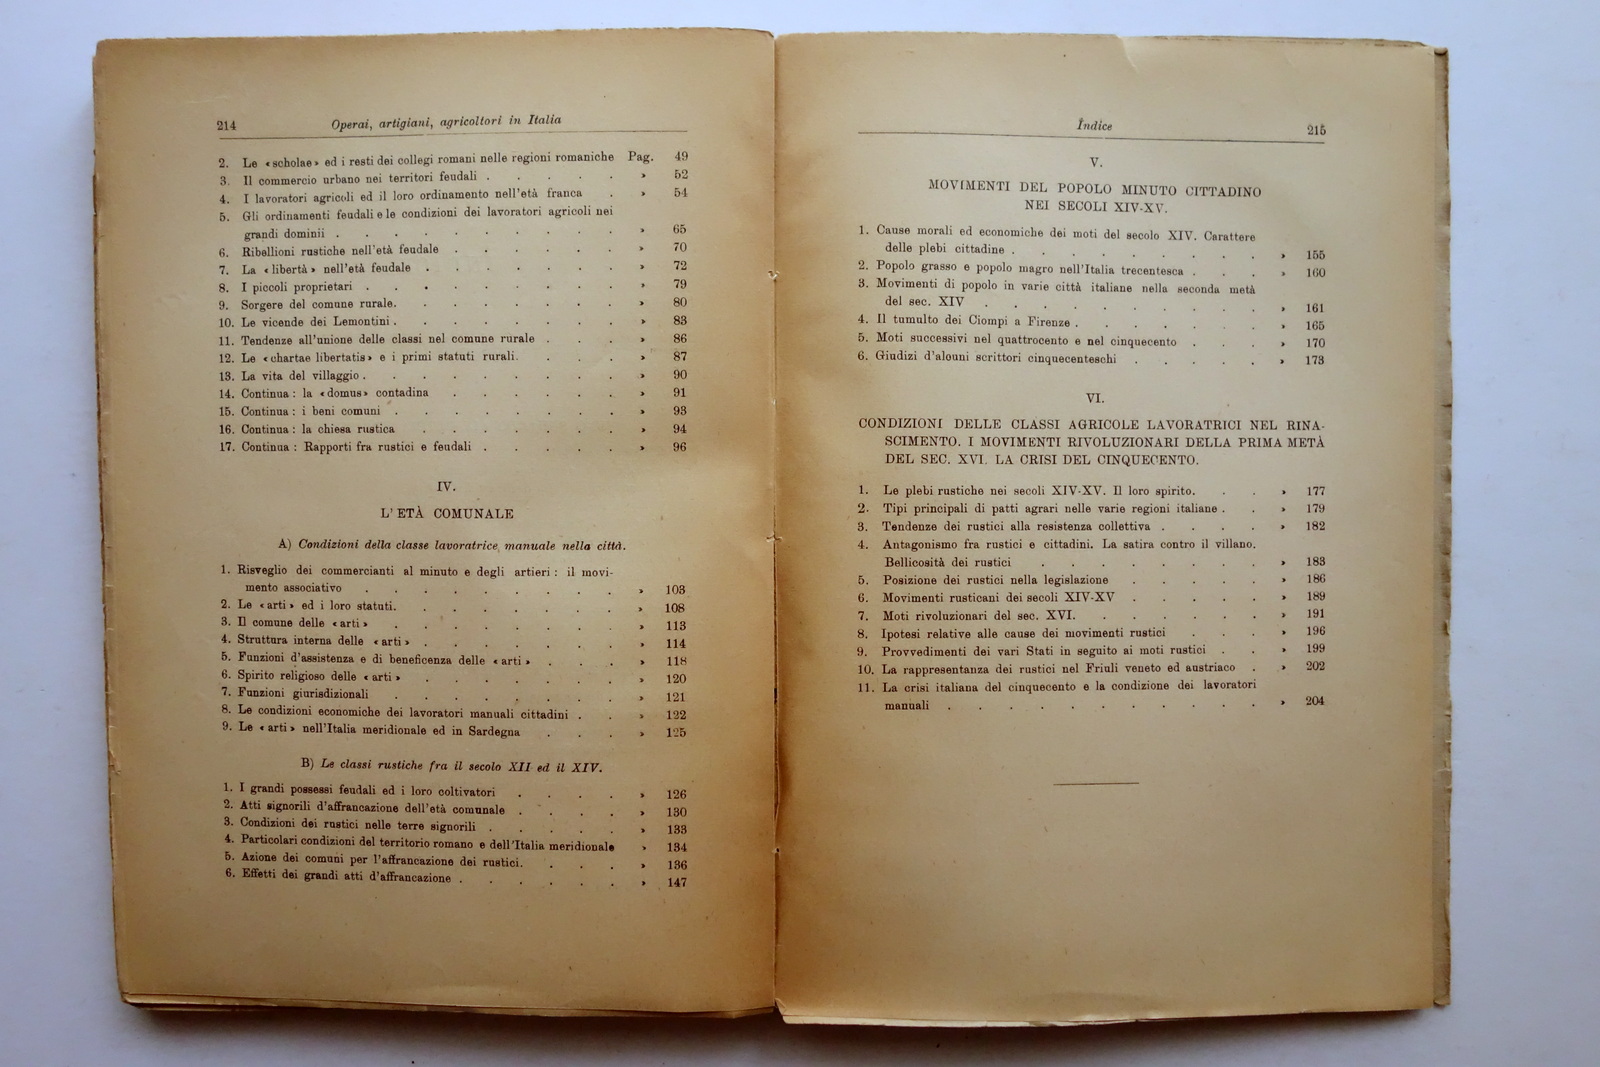 214 Operai, artigiani, agricoltori in Italia
2. Le «scholae» ed i resti dei collegi romani nelle regioni romaniche Pag. 49
3. Il commercio urbano nei territori feudali . . . . . » 52
4. I lavoratori agricoli ed il loro ordinamento nell'età franca . » 54
5. Gli ordinamenti feudali e le condizioni dei lavoratori agricoli nei
grandi dominii . . . . . . . . . . » 65
6. Ribellioni rustiche nell'età feudale . . . . . . » 70
7. La «libertà» nell'età feudale . . . . . . . » 72
8. I piccoli proprietari . . . . . . . . . » 79
9. Sorgere del comune rurale. . . . . . . . » 80
10. Le vicende dei Lemontini . . . . . . . . » 83
11. Tendenze all'unione delle classi nel comune rurale . . . » 86
12. Le «chartae libertatis» e i primi statuti rurali. . . . » 87
13. La vita del villaggio . . . . . . . . . » 90
14. Continua: la «domus» contadina . . . . . . » 91
15. Continua: i beni comuni . . . . . . . . » 93
16. Continua: la chiesa rustica . . . . . . . » 94
17. Continua: Rapporti fra rustici e feudali . . . . . » 96
IV.
L'ETÀ COMUNALE
A) Condizioni della classe lavoratrice manuale nella città.
1. Risveglio dei commercianti al minuto e degli artieri: il movi-
mento associativo . . . . . . . . . » 103
2. Le «arti» ed i loro statuti. . . . . . . . » 108
3. Il comune delle «arti» . . . . . . . . » 113
4. Struttura interna delle «arti» . . . . . . . » 114
5. Funzioni d'assistenza e di beneficenza delle «arti» . . . » 118
6. Spirito religioso delle «arti» . . . . . . . » 120
7. Funzioni giurisdizionali . . . . . . . . » 121
8. Le condizioni economiche dei lavoratori manuali cittadini . . » 122
9. Le «arti» nell'Italia meridionale ed in Sardegna . . . » 125
B) Le classi rustiche fra il secolo XII ed il XIV.
1. I grandi possessi feudali ed i loro coltivatori . . . . » 126
2. Atti signorili d'affrancazione dell'età comunale . . . . » 130
3. Condizioni dei rustici nelle terre signorili . . . . . » 133
4. Particolari condizioni del territorio romano e dell'Italia meridionale » 134
5. Azione dei comuni per l'affrancazione dei rustici. . . . » 136
6. Effetti dei grandi atti d'affrancazione . . . . . . » 147
Indice 215
V.
MOVIMENTI DEL POPOLO MINUTO CITTADINO
NEI SECOLI XIV-XV.
1. Cause morali ed economiche dei moti del secolo XIV. Carattere
delle plebi cittadine . . . . . . . . . » 155
2. Popolo grasso e popolo magro nell'Italia trecentesca . . . » 160
3. Movimenti di popolo in varie città italiane nella seconda metà
del sec. XIV . . . . . . . . . . » 161
4. Il tumulto dei Ciompi a Firenze . . . . . . . » 165
5. Moti successivi nel quattrocento e nel cinquecento . . . » 170
6. Giudizi d'alcuni scrittori cinquecenteschi . . . . . » 173
VI.
CONDIZIONI DELLE CLASSI AGRICOLE LAVORATRICI NEL RINA-
SCIMENTO. I MOVIMENTI RIVOLUZIONARI DELLA PRIMA METÀ
DEL SEC. XVI. LA CRISI DEL CINQUECENTO.
1. Le plebi rustiche nei secoli XIV-XV. Il loro spirito. . . » 177
2. Tipi principali di patti agrari nelle varie regioni italiane . . » 179
3. Tendenze dei rustici alla resistenza collettiva . . . . » 182
4. Antagonismo fra rustici e cittadini. La satira contro il villano.
Bellicosità dei rustici . . . . . . . . » 183
5. Posizione dei rustici nella legislazione . . . . . » 186
6. Movimenti rusticani dei secoli XIV-XV . . . . . » 189
7. Moti rivoluzionari del sec. XVI. . . . . . . » 191
8. Ipotesi relative alle cause dei movimenti rustici . . . » 196
9. Provvedimenti dei vari Stati in seguito ai moti rustici . . » 199
10. La rappresentanza dei rustici nel Friuli veneto ed austriaco . » 202
11. La crisi italiana del cinquecento e la condizione dei lavoratori
manuali . . . . . . . . . . . » 204